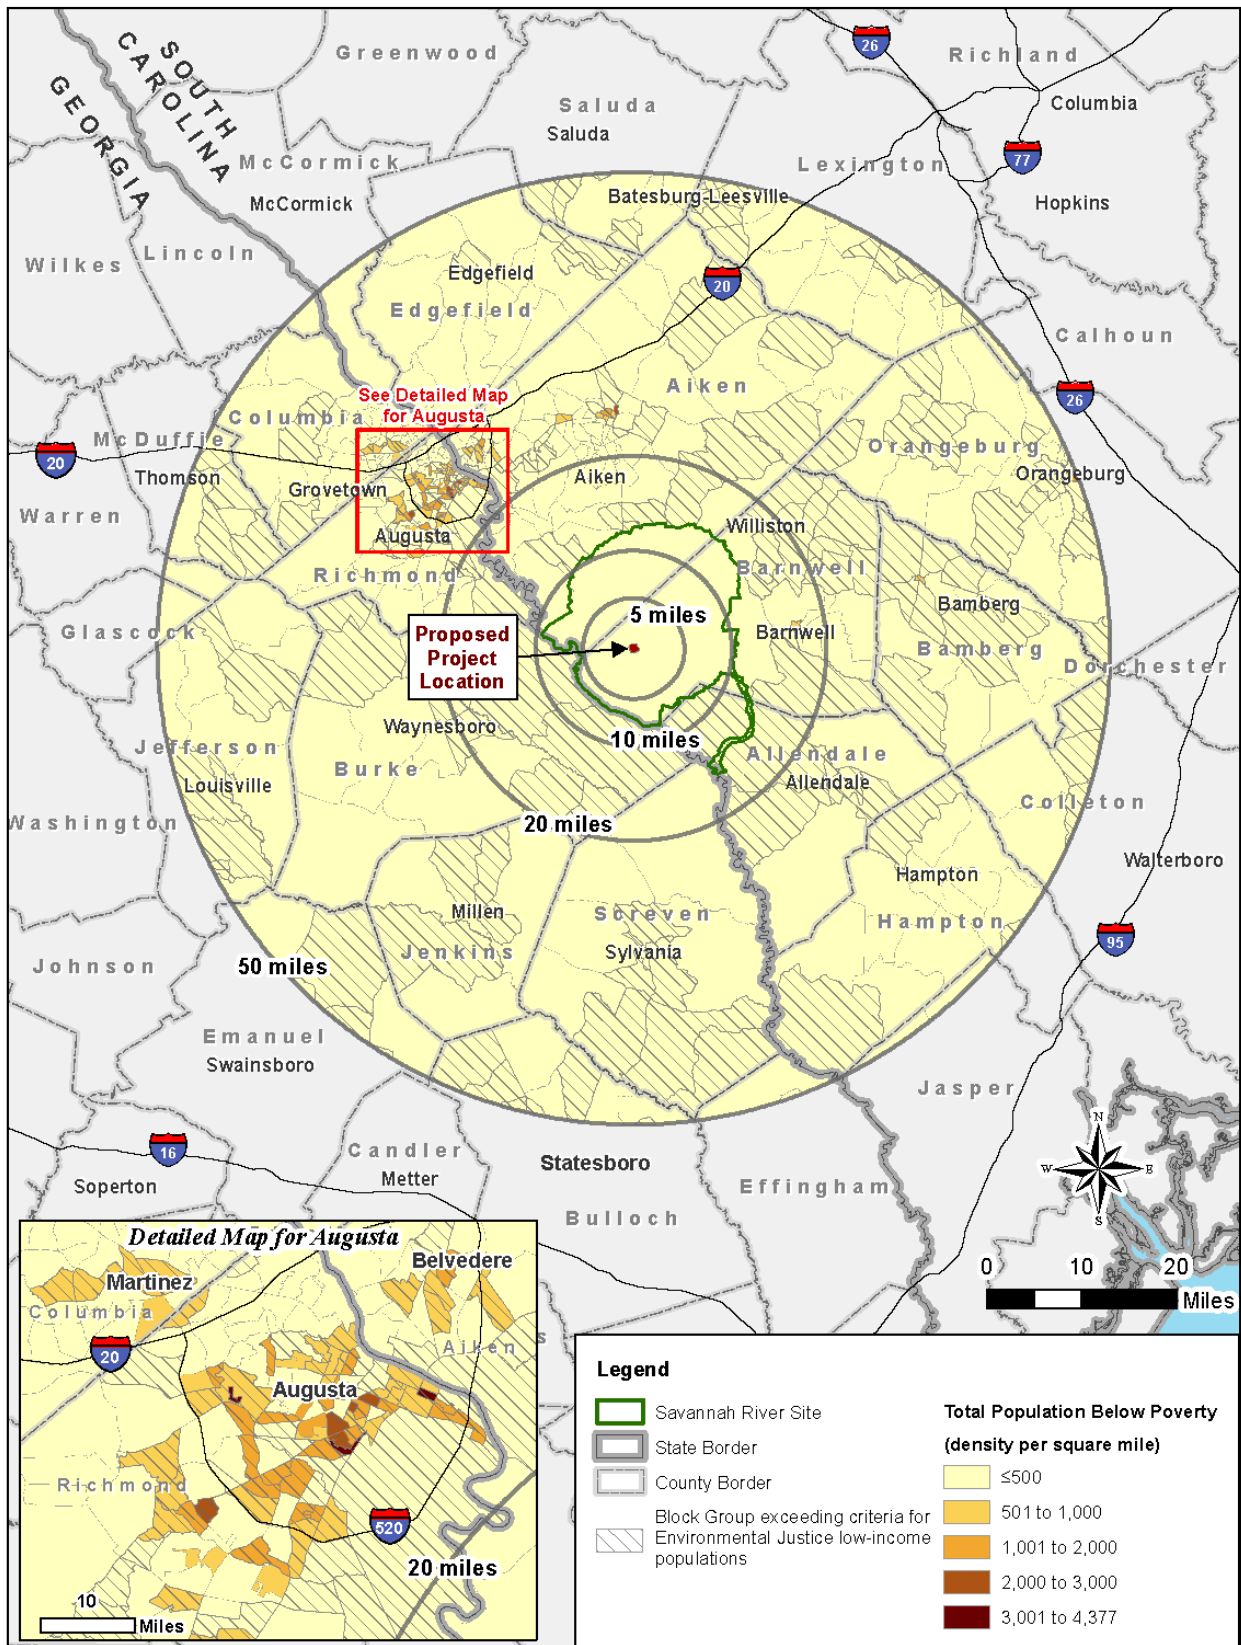 Greenwood
26
Richland
SOUTH
CAROLINA
GEORGIA
Saluda
Saluda
Columbia
McCormick
McCormick
Lexington
77
Hopkins
Batesburg-Leesville
Wilkes
Lincoln
Edgefield
Edgefield
20
Calhoun
Aiken
26
See Detailed Map
for Augusta
Columbia
McDuffie
20
Thomson
Grovetown
Orangeburg
Orangeburg
Aiken
Warren
Augusta
Williston
Richmond
Barnwell
Glascock
5 miles
Proposed
Project
Location
Barnwell
Bamberg
Bamberg
Dorchester
Waynesboro
10 miles
Jefferson
Burke
Louisville
Allendale
Allendale
Washington
20 miles
Colleton
Walterboro
Hampton
Hampton
Millen
Screven
Jenkins
Sylvania
95
Johnson
50 miles
Emanuel
Swainsboro
Jasper
16
Soperton
Candler
Metter
Statesboro
Effingham
Bulloch
N
W
E
S
0 10 20
Miles
Detailed Map for Augusta
Belvedere
Martinez
Columbia
20
Aiken
s
Augusta
Richmond
520
20 miles
10
Miles
Legend
Savannah River Site
State Border
County Border
Block Group exceeding criteria for
Environmental Justice low-income
populations
Total Population Below Poverty
(density per square mile)
≤500
501 to 1,000
1,001 to 2,000
2,000 to 3,000
3,001 to 4,377